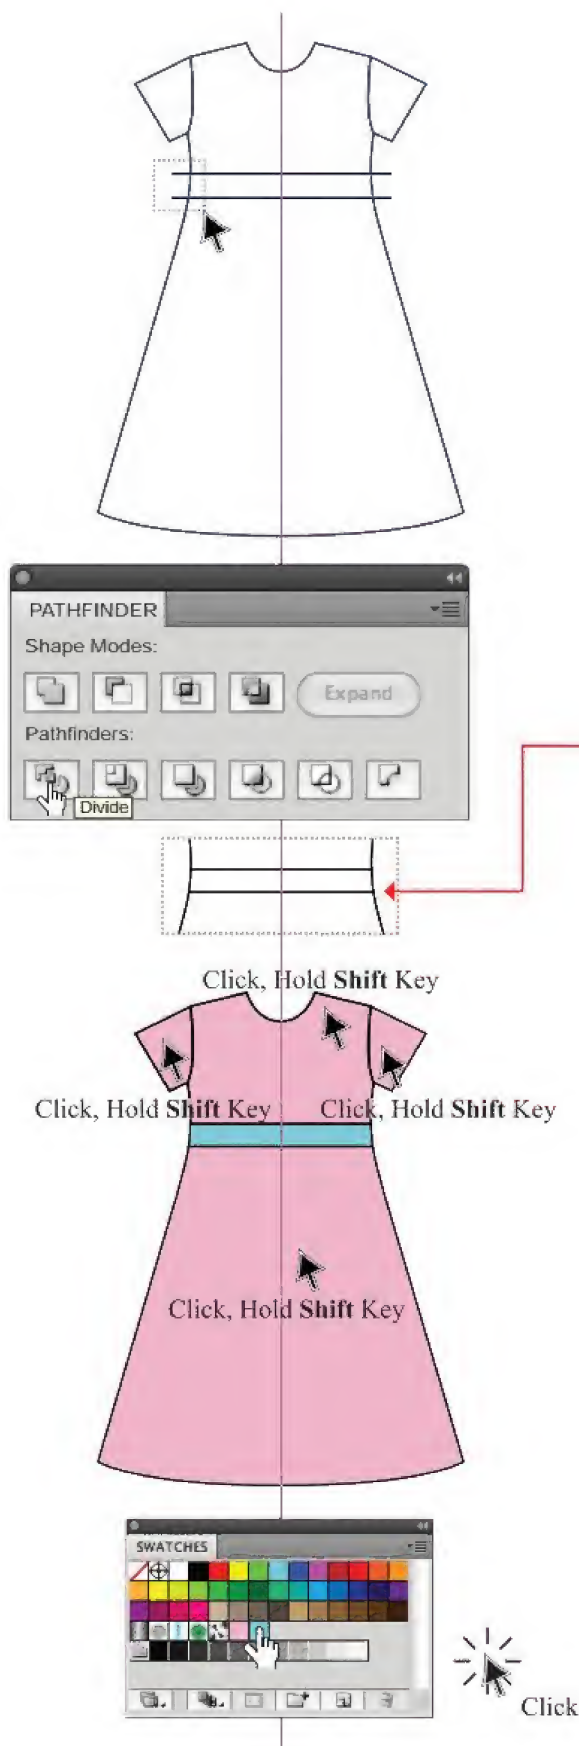 PATHFINDER
Shape Modes:
Expand
Pathfinders:
Divide
Click, Hold Shift Key
Click, Hold Shift Key
Click, Hold Shift Key
Click, Hold Shift Key
SWATCHES
Click